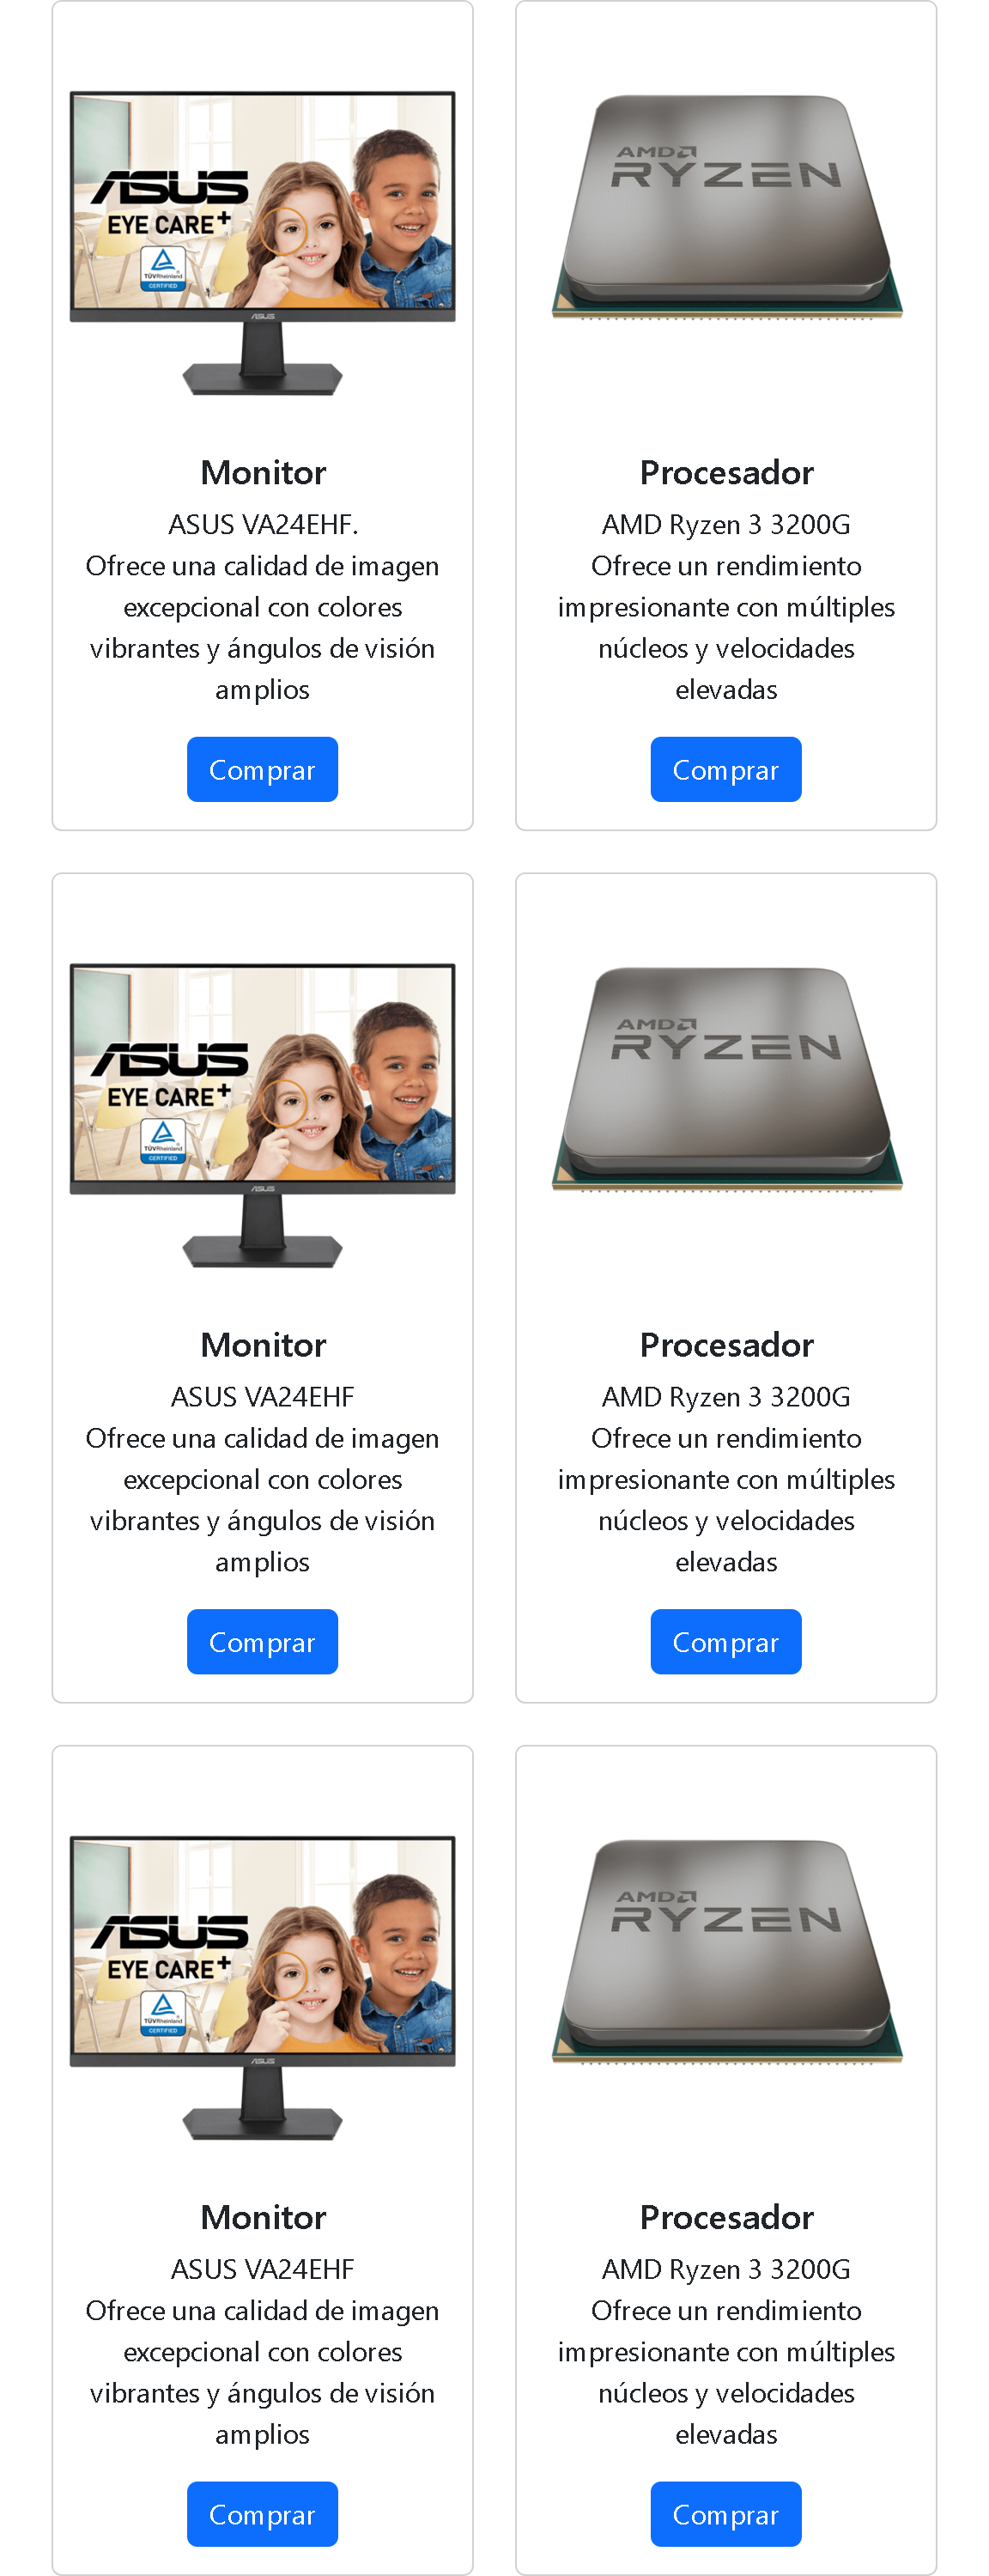 ASUS
EYE CARE+
TÜVRheinland
CERTIFIED
ASUS
Monitor
ASUS VA24EHF.
Ofrece una calidad de imagen
excepcional con colores
vibrantes y ángulos de visión
amplios
Comprar
AMD
RYZEN
Procesador
AMD Ryzen 3 3200G
Ofrece un rendimiento
impresionante con múltiples
núcleos y velocidades
elevadas
Comprar
ASUS
EYE CARE+
TÜVRheinland
CERTIFIED
ASUS
Monitor
ASUS VA24EHF
Ofrece una calidad de imagen
excepcional con colores
vibrantes y ángulos de visión
amplios
Comprar
AMD
RYZEN
Procesador
AMD Ryzen 3 3200G
Ofrece un rendimiento
impresionante con múltiples
núcleos y velocidades
elevadas
Comprar
ASUS
EYE CARE+
TÜVRheinland
CERTIFIED
ASUS
Monitor
ASUS VA24EHF
Ofrece una calidad de imagen
excepcional con colores
vibrantes y ángulos de visión
amplios
Comprar
AMD
RYZEN
Procesador
AMD Ryzen 3 3200G
Ofrece un rendimiento
impresionante con múltiples
núcleos y velocidades
elevadas
Comprar